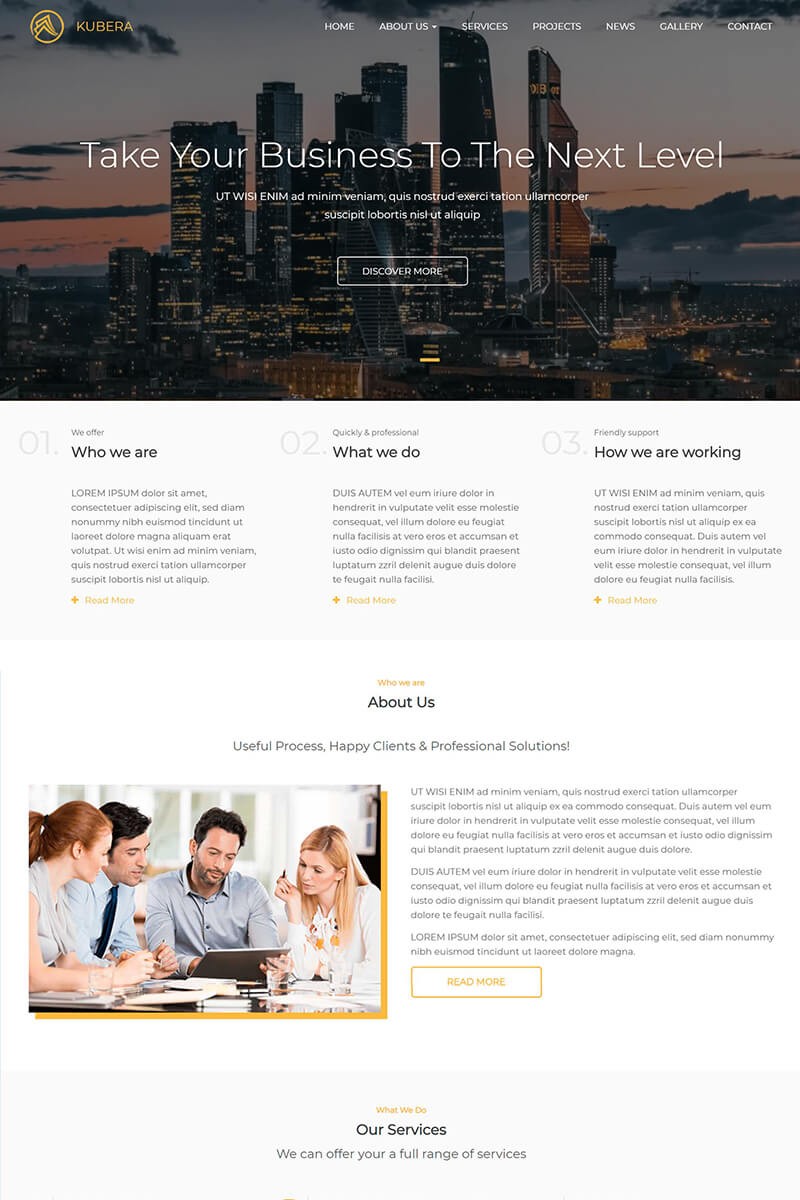 KUBERA
HOME ABOUT US SERVICES PROJECTS NEWS GALLERY CONTACT
Take Your Business To The Next Level
UT WISI ENIM ad minim veniam, quis nostrud exerci tation ullamcorper
suscipit lobortis nisl ut aliquip
DISCOVER MORE
01.
We offer
Who we are
LOREM IPSUM dolor sit amet,
consectetuer adipiscing elit, sed diam
nonummy nibh euismod tincidunt ut
laoreet dolore magna aliquam erat
volutpat. Ut wisi enim ad minim veniam,
quis nostrud exerci tation ullamcorper
suscipit lobortis nisl ut aliquip.
Read More
02.
Quickly & professional
What we do
DUIS AUTEM vel eum iriure dolor in
hendrerit in vulputate velit esse molestie
consequat, vel illum dolore eu feugiat
nulla facilisis at vero eros et accumsan et
iusto odio dignissim qui blandit praesent
luptatum zzril delenit augue duis dolore
te feugait nulla facilisi.
Read More
03.
Friendly support
How we are working
UT WISI ENIM ad minim veniam, quis
nostrud exerci tation ullamcorper
suscipit lobortis nisl ut aliquip ex ea
commodo consequat. Duis autem vel
eum iriure dolor in hendrerit in vulputate
velit esse molestie consequat, vel illum
dolore eu feugiat nulla facilisis.
Read More
Who we are
About Us
Useful Process, Happy Clients & Professional Solutions!
UT WISI ENIM ad minim veniam, quis nostrud exerci tation ullamcorper
suscipit lobortis nisl ut aliquip ex ea commodo consequat. Duis autem vel eum
iriure dolor in hendrerit in vulputate velit esse molestie consequat, vel illum
dolore eu feugiat nulla facilisis at vero eros et accumsan et iusto odio dignissim
qui blandit praesent luptatum zzril delenit augue duis dolore.
DUIS AUTEM vel eum iriure dolor in hendrerit in vulputate velit esse molestie
consequat, vel illum dolore eu feugiat nulla facilisis at vero eros et accumsan et
iusto odio dignissim qui blandit praesent luptatum zzril delenit augue duis
dolore te feugait nulla facilisi.
LOREM IPSUM dolor sit amet, consectetuer adipiscing elit, sed diam nonummy
nibh euismod tincidunt ut laoreet dolore magna.
READ MORE
What We Do
Our Services
We can offer your a full range of services